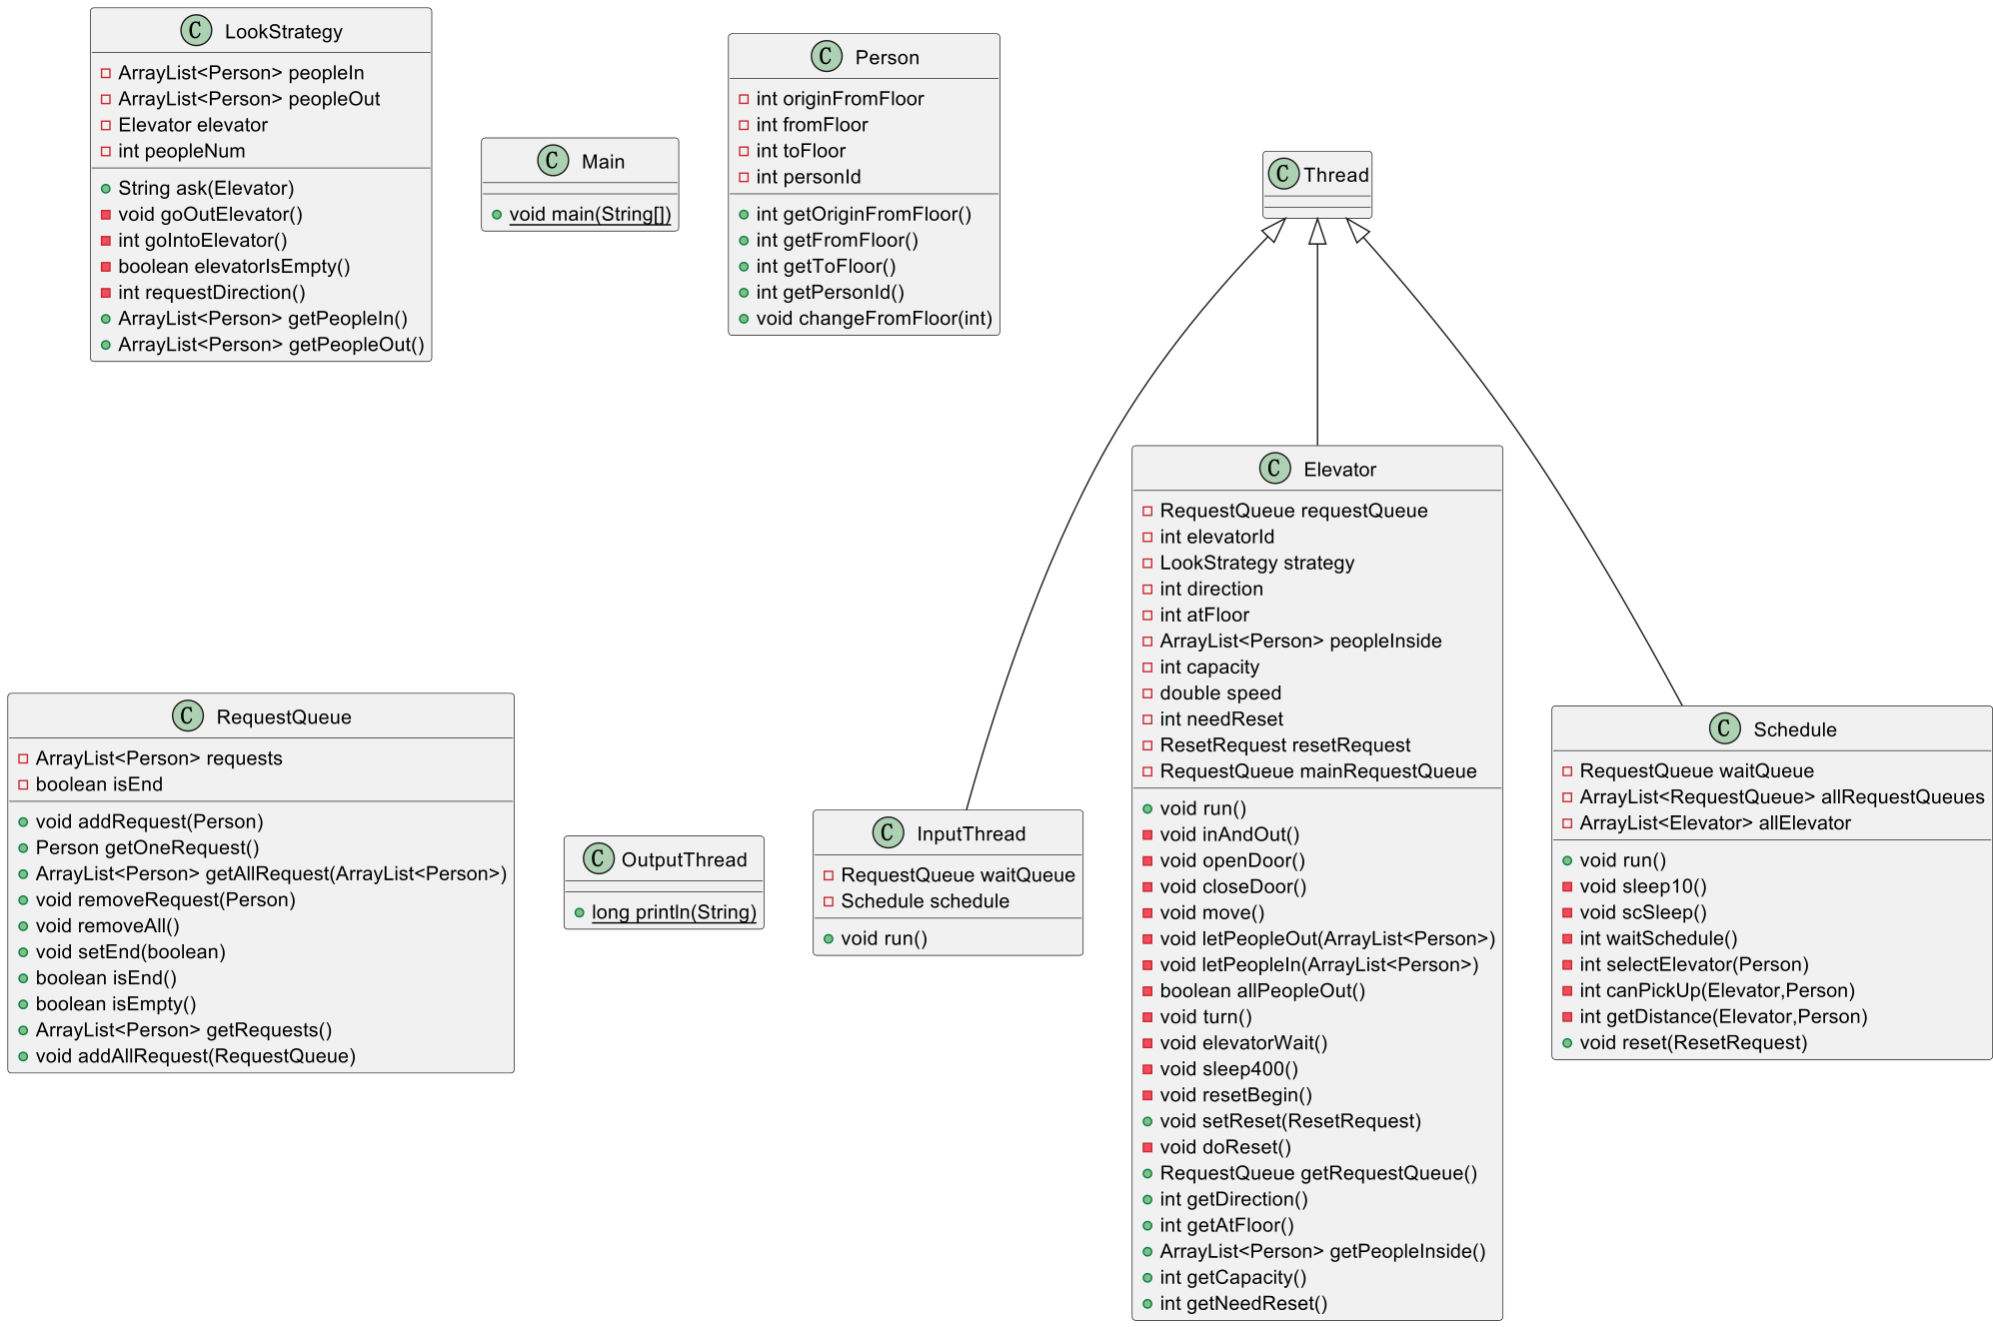 C LookStrategy
ArrayList<Person> peopleIn
ArrayList<Person> peopleOut
Elevator elevator
int peopleNum
String ask(Elevator)
void goOutElevator()
int goIntoElevator()
boolean elevatorIsEmpty()
int requestDirection()
ArrayList<Person> getPeopleIn()
ArrayList<Person> getPeopleOut()
C Main
void main(String[])
C Person
int originFromFloor
int fromFloor
int toFloor
int personId
int getOriginFromFloor()
int getFromFloor()
int getToFloor()
int getPersonId()
void changeFromFloor(int)
C Thread
C Elevator
RequestQueue requestQueue
int elevatorId
LookStrategy strategy
int direction
int atFloor
ArrayList<Person> peopleInside
int capacity
double speed
int needReset
ResetRequest resetRequest
RequestQueue mainRequestQueue
void run()
void inAndOut()
void openDoor()
void closeDoor()
void move()
void letPeopleOut(ArrayList<Person>)
void letPeopleIn(ArrayList<Person>)
boolean allPeopleOut()
void turn()
void elevatorWait()
void sleep400()
void resetBegin()
void setReset(ResetRequest)
void doReset()
RequestQueue getRequestQueue()
int getDirection()
int getAtFloor()
ArrayList<Person> getPeopleInside()
int getCapacity()
int getNeedReset()
C RequestQueue
ArrayList<Person> requests
boolean isEnd
void addRequest(Person)
Person getOneRequest()
ArrayList<Person> getAllRequest(ArrayList<Person>)
void removeRequest(Person)
void removeAll()
void setEnd(boolean)
boolean isEnd()
boolean isEmpty()
ArrayList<Person> getRequests()
void addAllRequest(RequestQueue)
C OutputThread
long println(String)
C InputThread
RequestQueue waitQueue
Schedule schedule
void run()
C Schedule
RequestQueue waitQueue
ArrayList<RequestQueue> allRequestQueues
ArrayList<Elevator> allElevator
void run()
void sleep10()
void scSleep()
int waitSchedule()
int selectElevator(Person)
int canPickUp(Elevator,Person)
int getDistance(Elevator,Person)
void reset(ResetRequest)